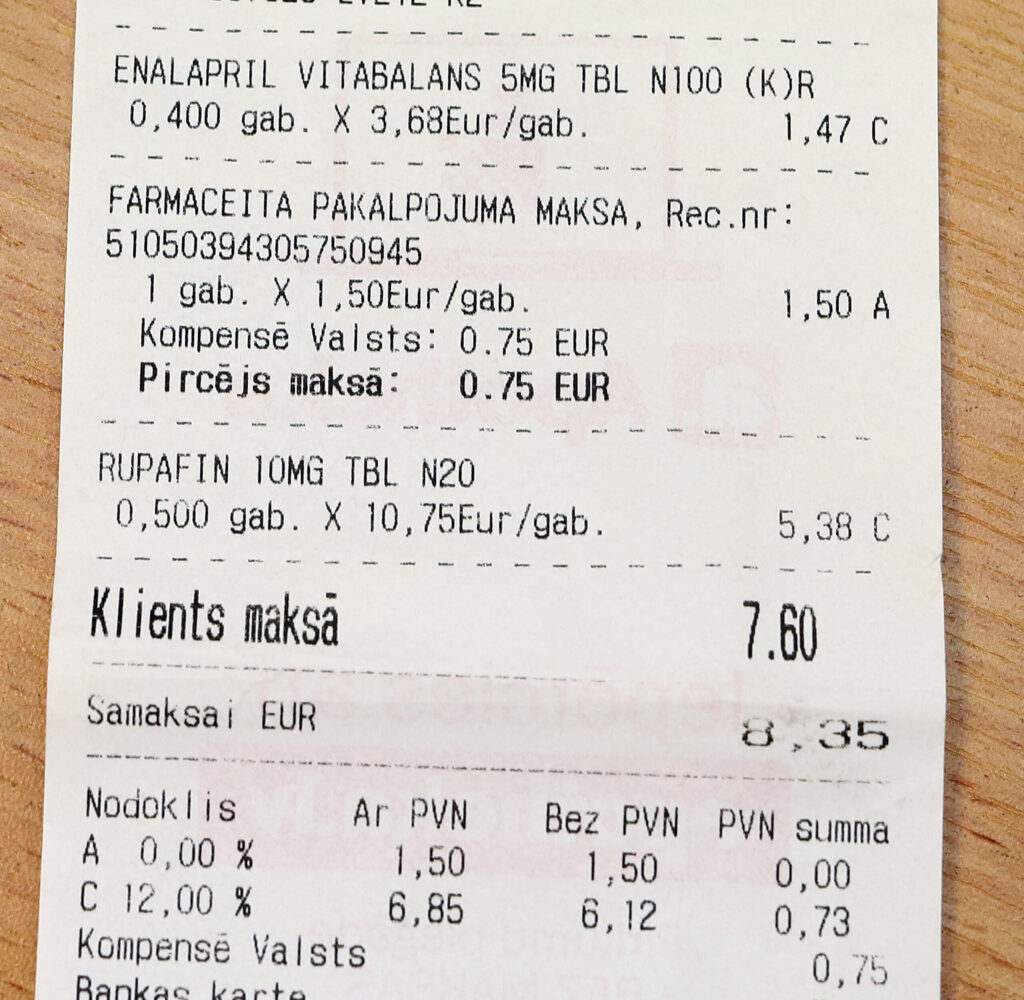 ENALAPRIL VITABALANS 5MG TBL N100 (K)R
0,400 gab. X 3,68Eur/gab. 1,47 C
FARMACEITA PAKALPOJUMA MAKSA, Rec.nr:
51050394305750945
1 gab. X 1,50Eur/gab. 1,50 A
Kompensē Valsts: 0.75 EUR
Pircējs maksā: 0.75 EUR
RUPAFIN 10MG TBL N20
0,500 gab. X 10,75Eur/gab. 5,38 C
Klients maksā 7.60
Samaksai EUR 8,35
Nodoklis Ar PVN Bez PVN PVN summa
A 0,00 % 1,50 1,50 0,00
C 12,00 % 6,85 6,12 0,73
Kompensē Valsts 0,75
Bankas karte